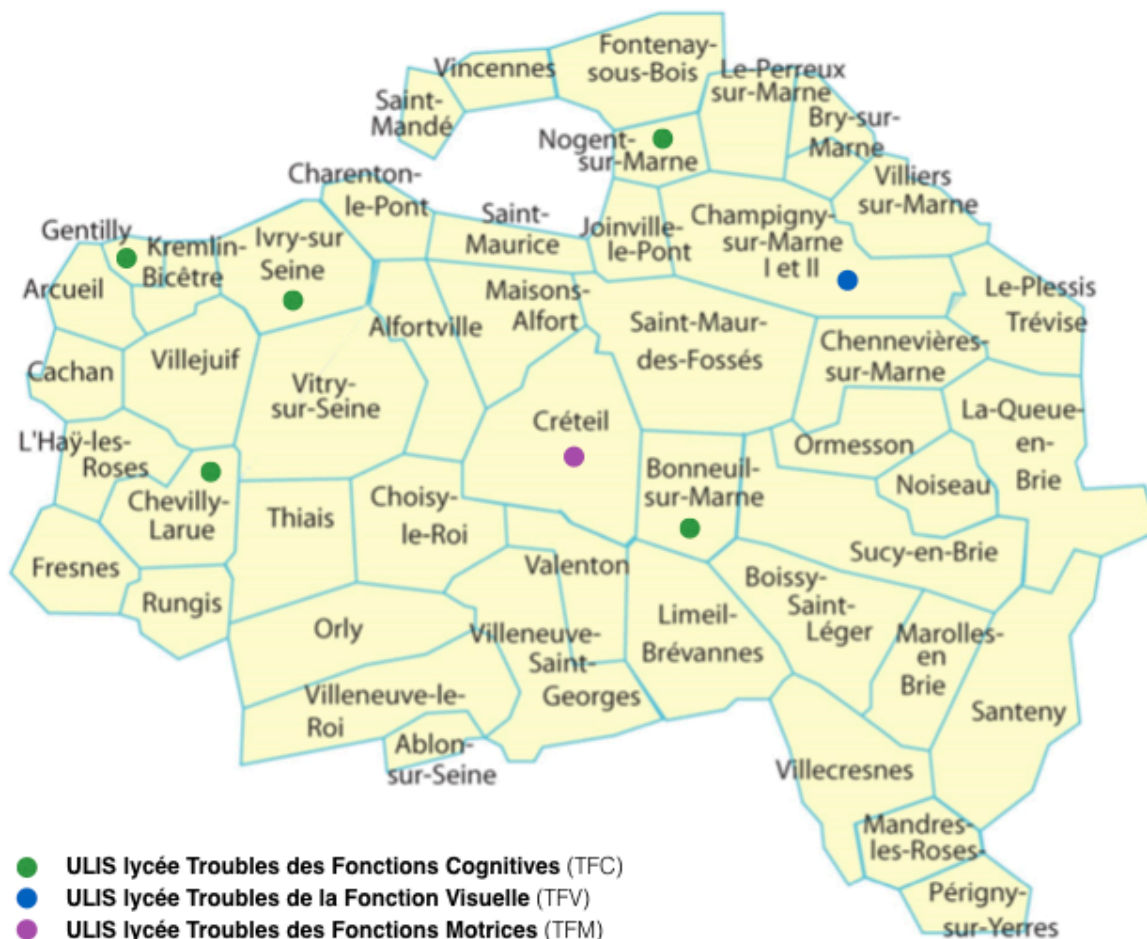 Fontenay-
sous-Bois
Vincennes
Le-Perreux
sur-Marne
Saint-
Mandé
Bry-sur-
Marne
Nogent-
sur-Marne
Charenton-
le-Pont
Villiers
sur-Marne
Saint-
Maurice
Joinville-
le-Pont
Champigny-
sur-Marne
I et II
Gentilly
Kremlin-
Bicêtre
Ivry-sur
Seine
Arcueil
Maisons-
Alfort
Le-Plessis
Trévise
Alfortville
Saint-Maur-
des-Fossés
Chennevières-
sur-Marne
Villejuif
Cachan
Vitry-
sur-Seine
Créteil
La-Queue-
en-
Brie
L'Haÿ-les-
Roses
Ormesson
Bonneuil-
sur-Marne
Noiseau
Chevilly-
Larue
Thiais
Choisy-
le-Roi
Sucy-en-Brie
Fresnes
Valenton
Boissy-
Saint-
Léger
Rungis
Orly
Limeil-
Brévannes
Villeneuve-
Saint-
Georges
Marolles-
en
Brie
Villeneuve-le-
Roi
Santeny
Ablon-
sur-Seine
Villecresnes
Mandres-
les-Roses-
Périgny-
sur-Yerres
ULIS lycée Troubles des Fonctions Cognitives (TFC)
ULIS lycée Troubles de la Fonction Visuelle (TFV)
ULIS lycée Troubles des Fonctions Motrices (TFM)